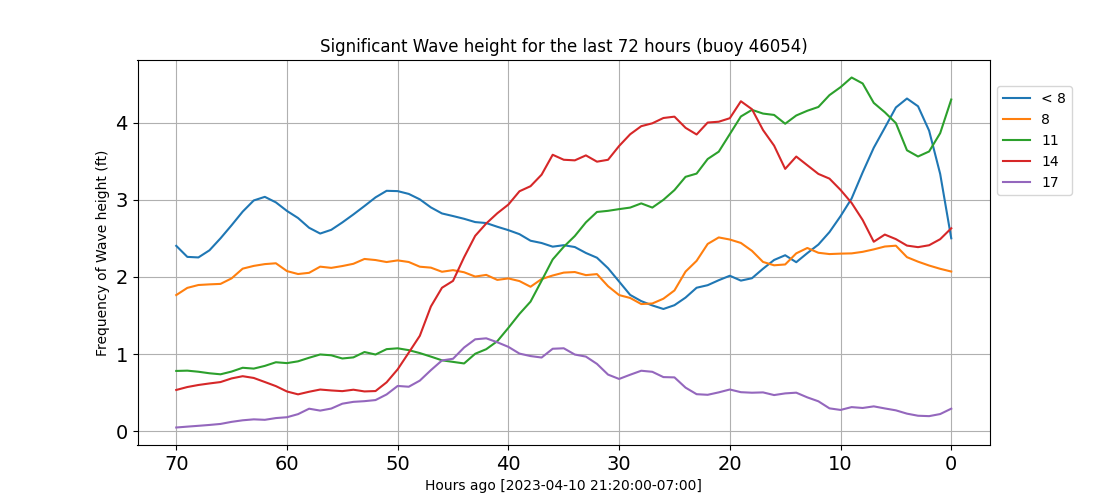 Significant Wave height for the last 72 hours (buoy 46054)
Frequency of Wave height (ft)
4
3
2
1
0
70 60 50 40 30 20 10 0
Hours ago [2023-04-10 21:20:00-07:00]
< 8
8
11
14
17